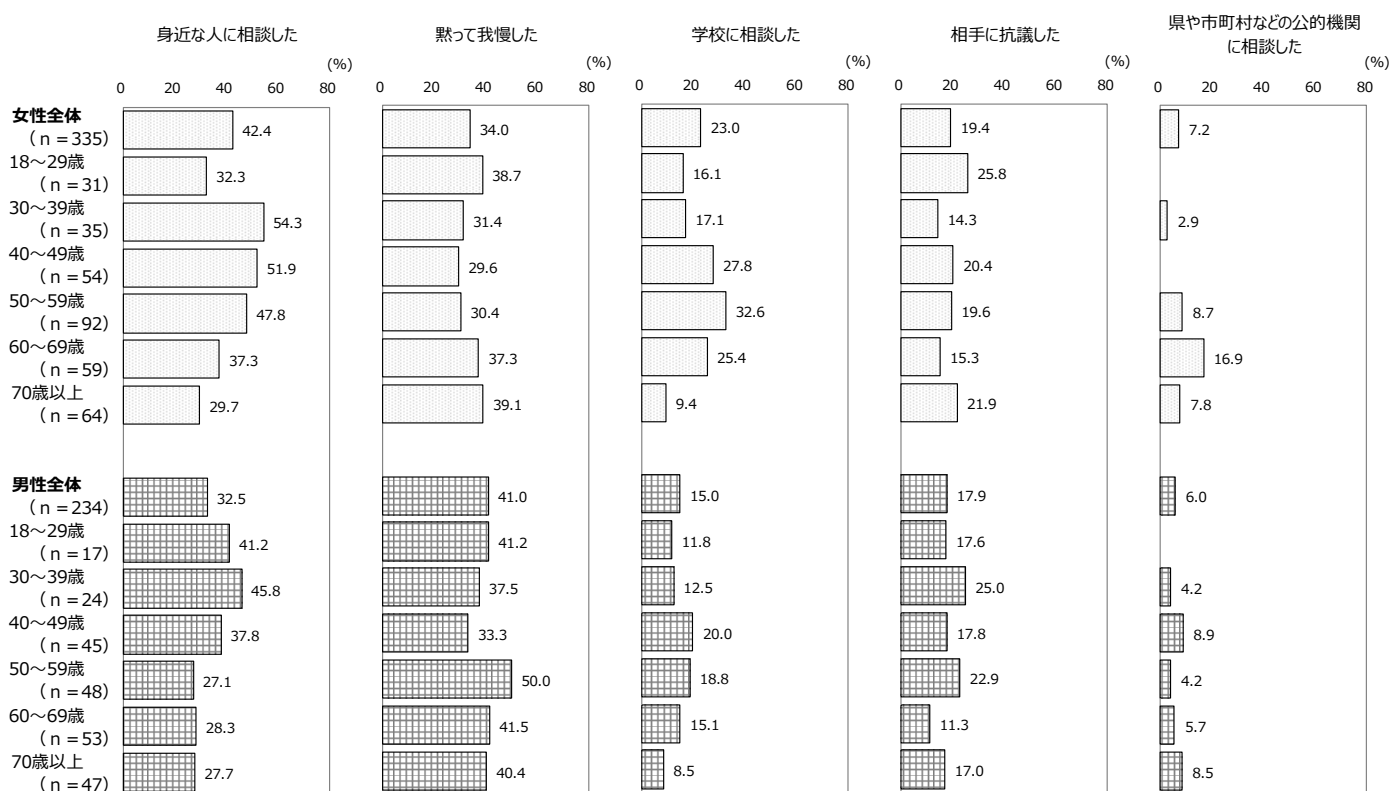 身近な人に相談した 黙って我慢した 学校に相談した 相手に抗議した 県や市町村などの公的機関
に相談した
(%) (%) (%) (%) (%)
0 20 40 60 80 0 20 40 60 80 0 20 40 60 80 0 20 40 60 80 0 20 40 60 80
女性全体
（ｎ＝335） 42.4 34.0 23.0 19.4 7.2
18～29歳
（ｎ＝31） 32.3 38.7 16.1 25.8
30～39歳
（ｎ＝35） 54.3 31.4 17.1 14.3 2.9
40～49歳
（ｎ＝54） 51.9 29.6 27.8 20.4
50～59歳
（ｎ＝92） 47.8 30.4 32.6 19.6 8.7
60～69歳
（ｎ＝59） 37.3 37.3 25.4 15.3 16.9
70歳以上
（ｎ＝64） 29.7 39.1 9.4 21.9 7.8
男性全体
（ｎ＝234） 32.5 41.0 15.0 17.9 6.0
18～29歳
（ｎ＝17） 41.2 41.2 11.8 17.6
30～39歳
（ｎ＝24） 45.8 37.5 12.5 25.0 4.2
40～49歳
（ｎ＝45） 37.8 33.3 20.0 17.8 8.9
50～59歳
（ｎ＝48） 27.1 50.0 18.8 22.9 4.2
60～69歳
（ｎ＝53） 28.3 41.5 15.1 11.3 5.7
70歳以上
（ｎ＝47） 27.7 40.4 8.5 17.0 8.5